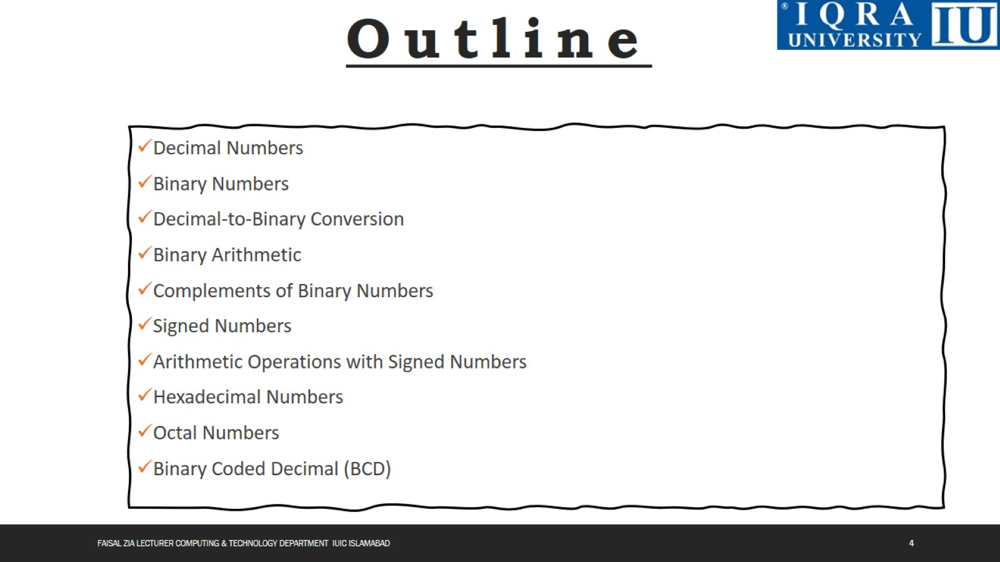 Outline
® IQRA
UNIVERSITY IU
✓Decimal Numbers
✓Binary Numbers
✓Decimal-to-Binary Conversion
✓Binary Arithmetic
✓Complements of Binary Numbers
✓Signed Numbers
✓Arithmetic Operations with Signed Numbers
✓Hexadecimal Numbers
✓Octal Numbers
✓Binary Coded Decimal (BCD)
FAISAL ZIA LECTURER COMPUTING & TECHNOLOGY DEPARTMENT IUIC ISLAMABAD 4